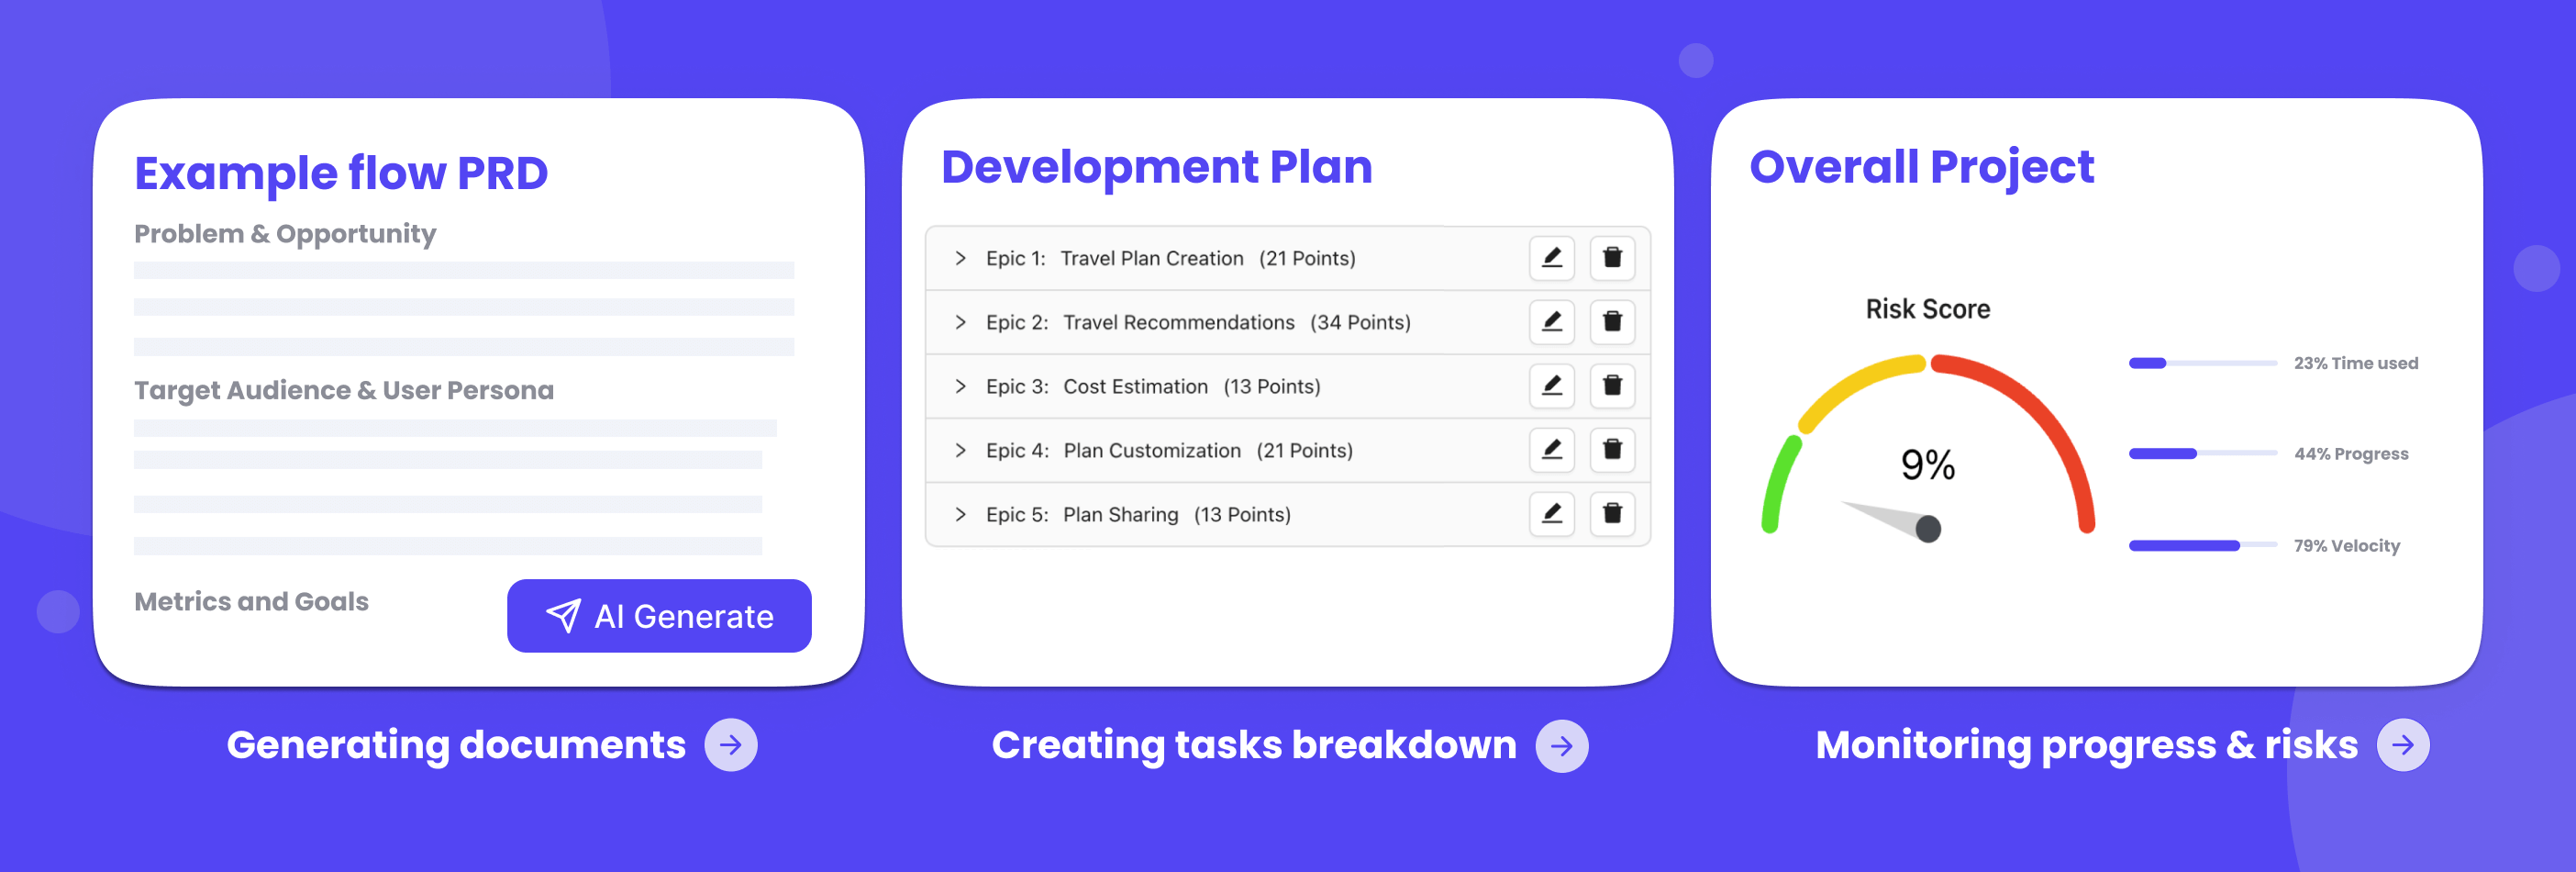 Example flow PRD
Problem & Opportunity
Target Audience & User Persona
Metrics and Goals
AI Generate
Generating documents
Development Plan
Epic 1: Travel Plan Creation (21 Points)
Epic 2: Travel Recommendations (34 Points)
Epic 3: Cost Estimation (13 Points)
Epic 4: Plan Customization (21 Points)
Epic 5: Plan Sharing (13 Points)
Creating tasks breakdown
Overall Project
Risk Score
9%
23% Time used
44% Progress
79% Velocity
Monitoring progress & risks